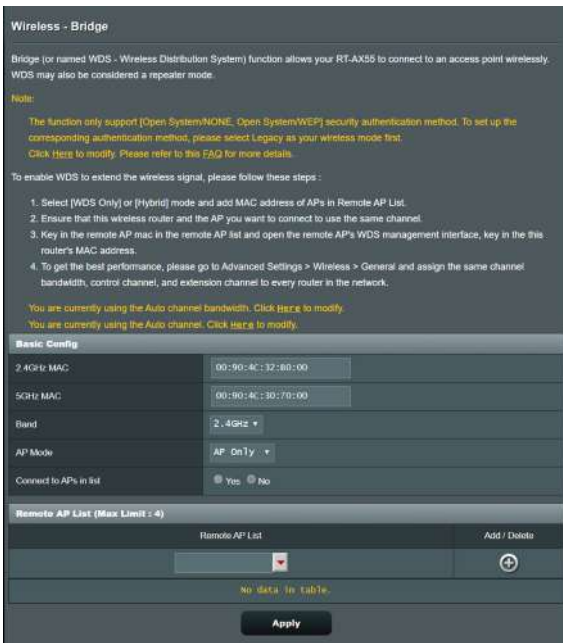 Wireless - Bridge
Bridge (or named WDS - Wireless Distribution System) function allows your RT-AX55 to connect to an access point wirelessly.
WDS may also be considered a repeater mode.
Note:
The function only support [Open System/NONE, Open System/WEP] security authentication method. To set up the
corresponding authentication method, please select Legacy as your wireless mode first.
Click Here to modify. Please refer to this FAQ for more details.
To enable WDS to extend the wireless signal, please follow these steps :
1. Select [WDS Only] or [Hybrid] mode and add MAC address of APs in Remote AP List.
2. Ensure that this wireless router and the AP you want to connect to use the same channel.
3. Key in the remote AP mac in the remote AP list and open the remote AP's WDS management interface, key in the this
router's MAC address.
4. To get the best performance, please go to Advanced Settings > Wireless > General and assign the same channel
bandwidth, control channel, and extension channel to every router in the network.
You are currently using the Auto channel bandwidth. Click Here to modify.
You are currently using the Auto channel. Click Here to modify.
Basic Config
2.4GHz MAC 00:90:4C:32:80:00
5GHz MAC 00:90:4C:30:70:00
Band 2.4GHz
AP Mode AP Only
Connect to APs in list Yes No
Remote AP List (Max Limit : 4)
Remote AP List Add / Delete
No data in table.
Apply